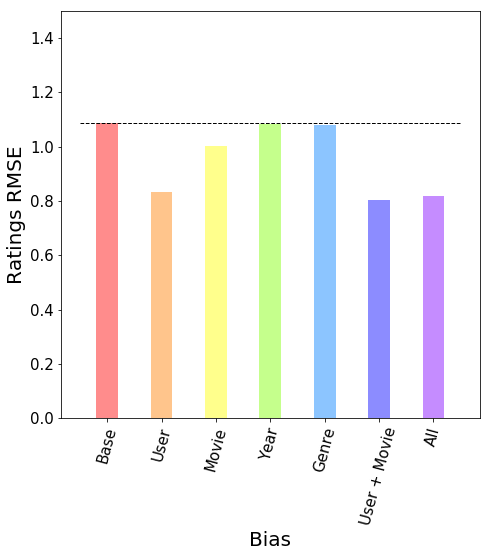 Ratings RMSE
1.4
1.2
1.0
0.8
0.6
0.4
0.2
0.0
Base
User
Movie
Year
Genre
User + Movie
All
Bias